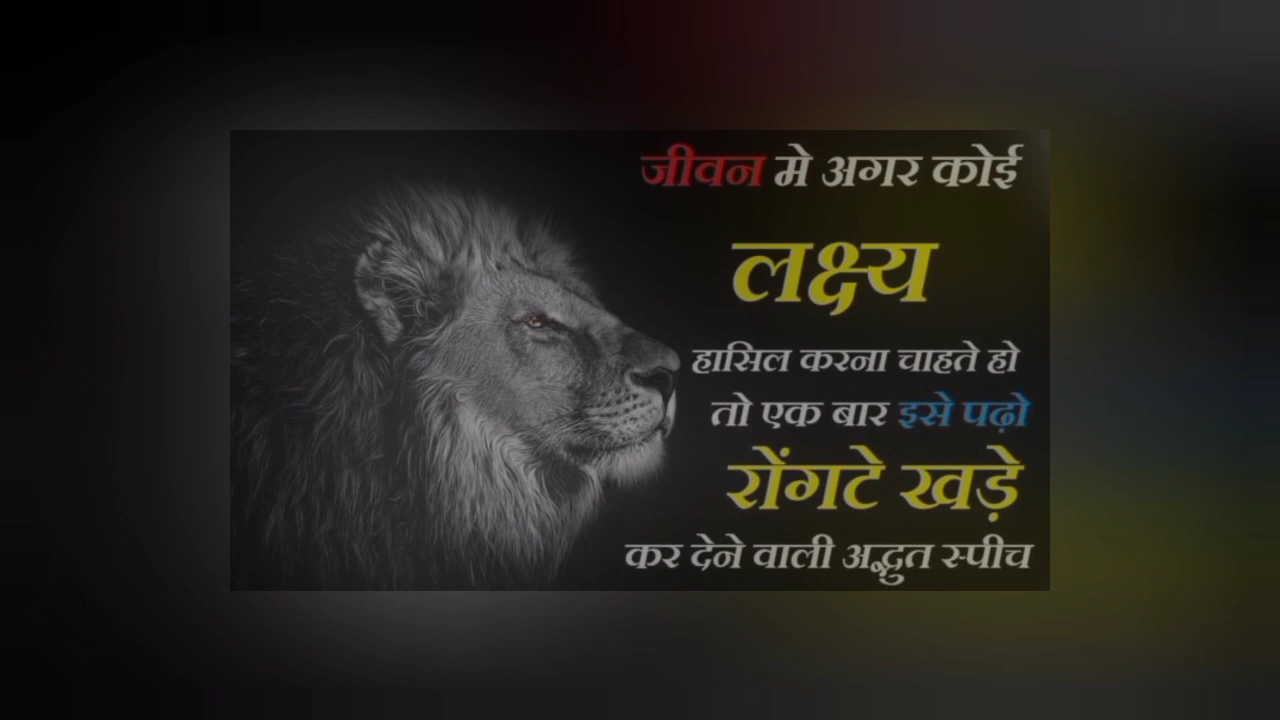 जीवन मे अगर कोई
लक्ष्य
हासिल करना चाहते हो
तो एक बार इसे पढ़ो
रोंगटे खड़े
कर देने वाली अद्भुत स्पीच